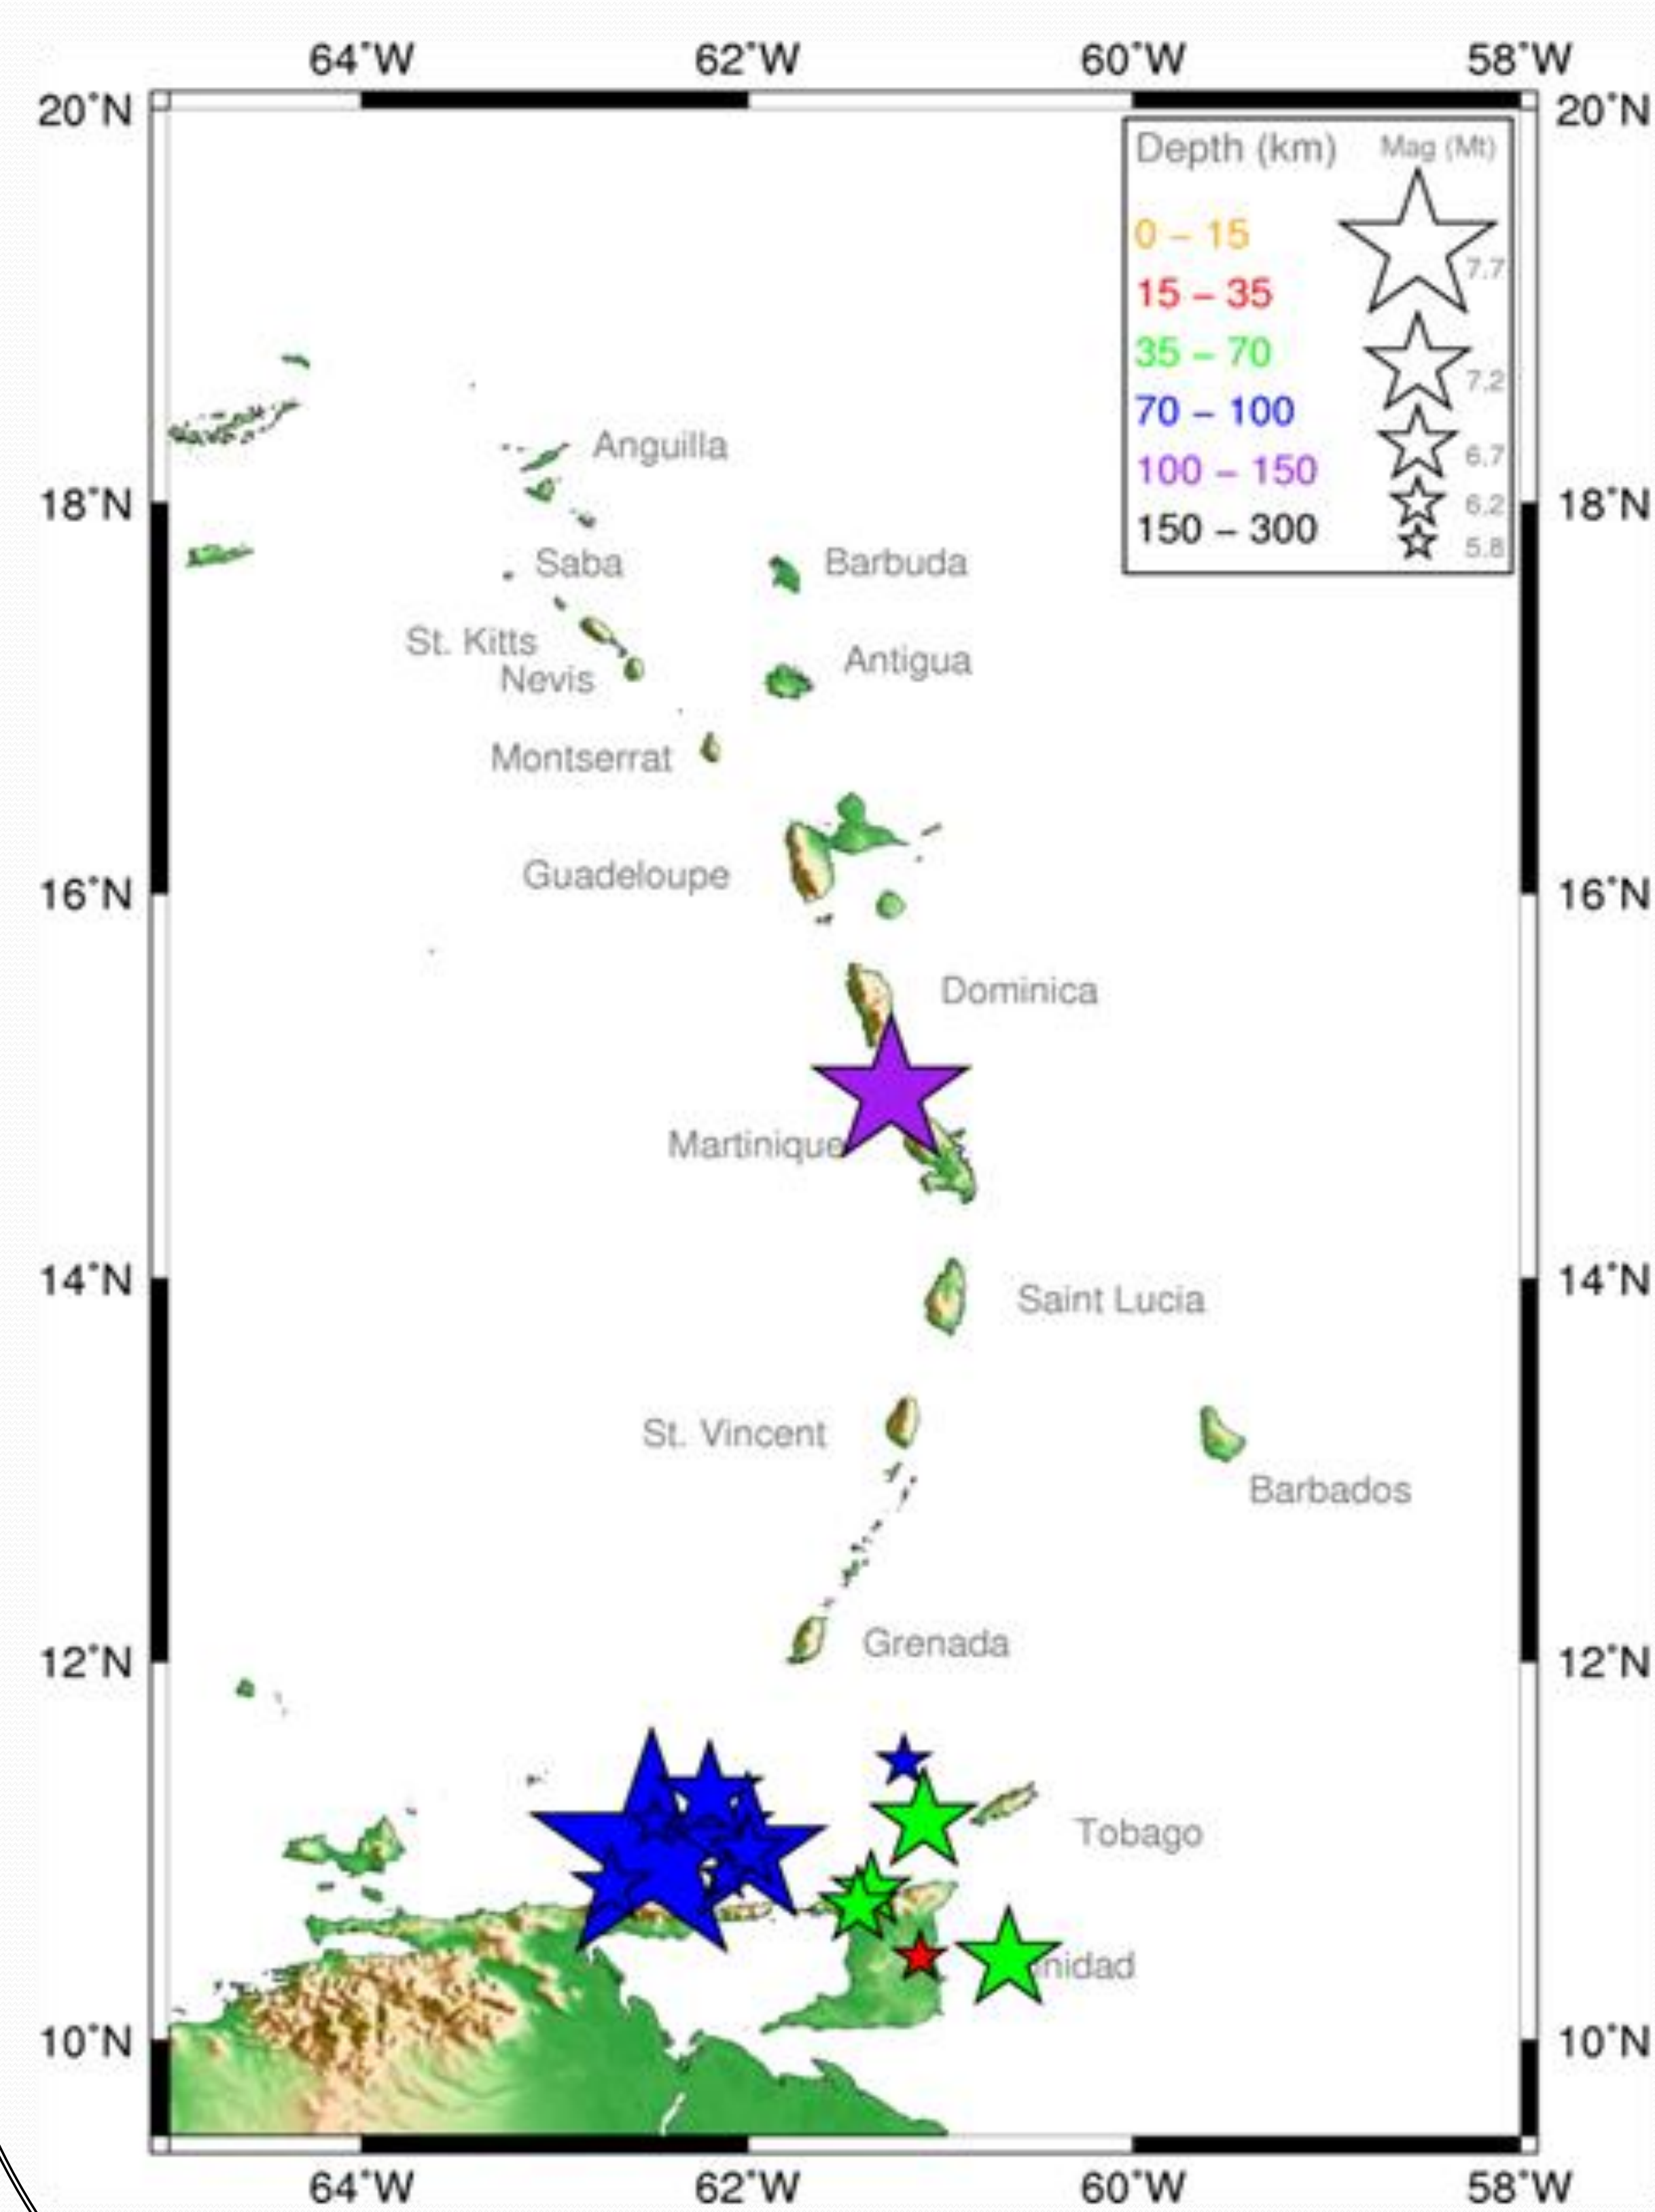 64°W 62°W 60°W 58°W
20°N 20°N
Depth (km) Mag (Mt)
0 – 15
7.7
15 – 35
35 – 70
7.2
70 – 100
6.7
100 – 150
6.2
150 – 300
5.8
Anguilla
18°N 18°N
Saba Barbuda
St. Kitts
Antigua
Nevis
Montserrat
Guadeloupe
16°N 16°N
Dominica
Martinique
14°N 14°N
Saint Lucia
St. Vincent
Barbados
Grenada
12°N 12°N
Tobago
nidad
10°N 10°N
64°W 62°W 60°W 58°W